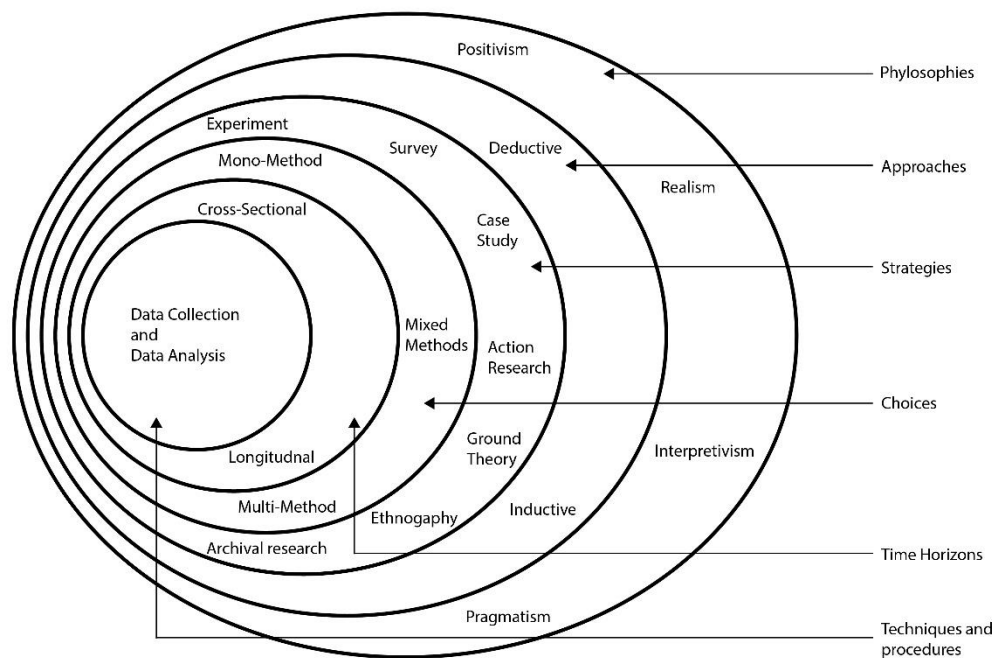 Positivism
Phylosophies
Experiment
Survey
Deductive
Approaches
Mono-Method
Realism
Cross-Sectional
Case
Study
Strategies
Data Collection
and
Data Analysis
Mixed
Methods
Action
Research
Choices
Ground
Theory
Interpretivism
Longitudnal
Multi-Method
Ethnogaphy
Inductive
Archival research
Time Horizons
Pragmatism
Techniques and
procedures